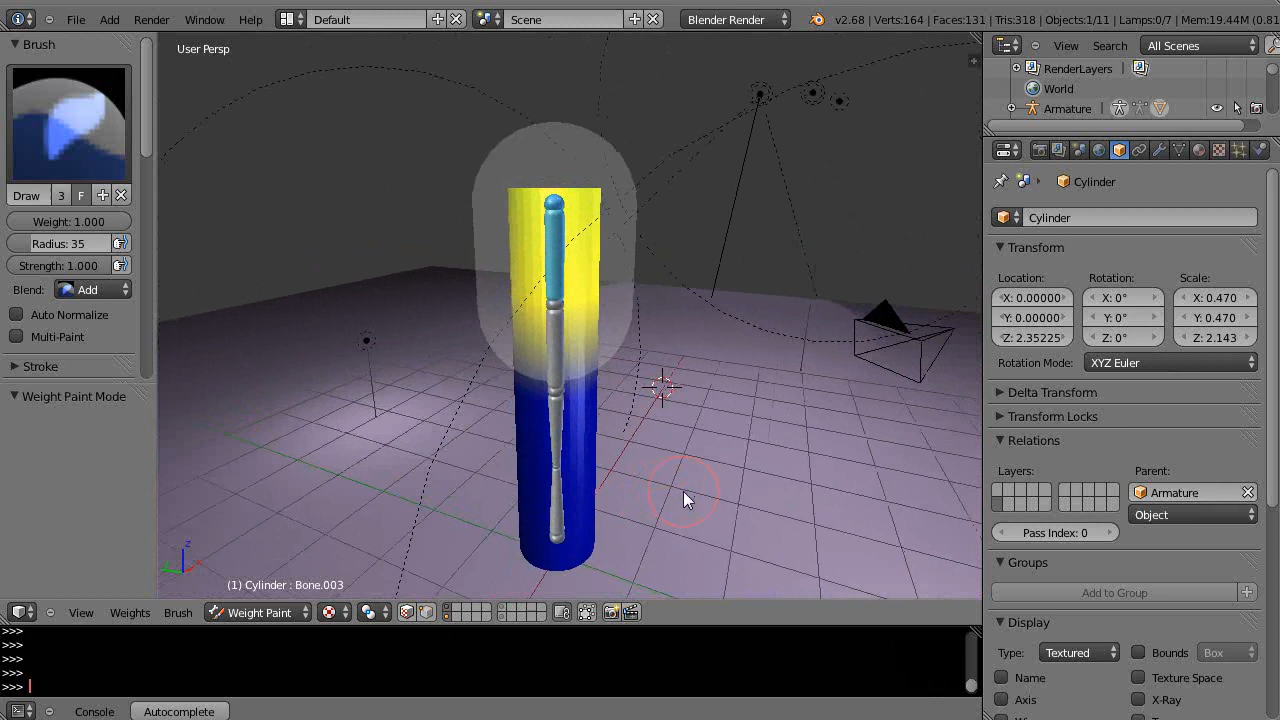 File Add Render Window Help Default Scene Blender Render v2.68 | Verts:164 | Faces:131 | Tris:318 | Objects:1/11 | Lamps:0/7 | Mem:19.44M (0.81
Brush
Draw 3 F
Weight: 1.000
Radius: 35
Strength: 1.000
Blend: Add
Auto Normalize
Multi-Paint
Stroke
Weight Paint Mode
User Persp
(1) Cylinder : Bone.003
View Weights Brush Weight Paint
>>>
>>>
>>>
>>>
>>>
Console Autocomplete
View Search All Scenes
RenderLayers |
World
Armature |
Cylinder
Cylinder
Transform
Location: Rotation: Scale:
X: 0.00000 X: 0° X: 0.470
Y: 0.00000 Y: 0° Y: 0.470
Z: 2.35225 Z: 0° Z: 2.143
Rotation Mode: XYZ Euler
Delta Transform
Transform Locks
Relations
Layers: Parent:
Armature
Object
Pass Index: 0
Groups
Add to Group
Display
Type: Textured Bounds Box
Name Texture Space
Axis X-Ray